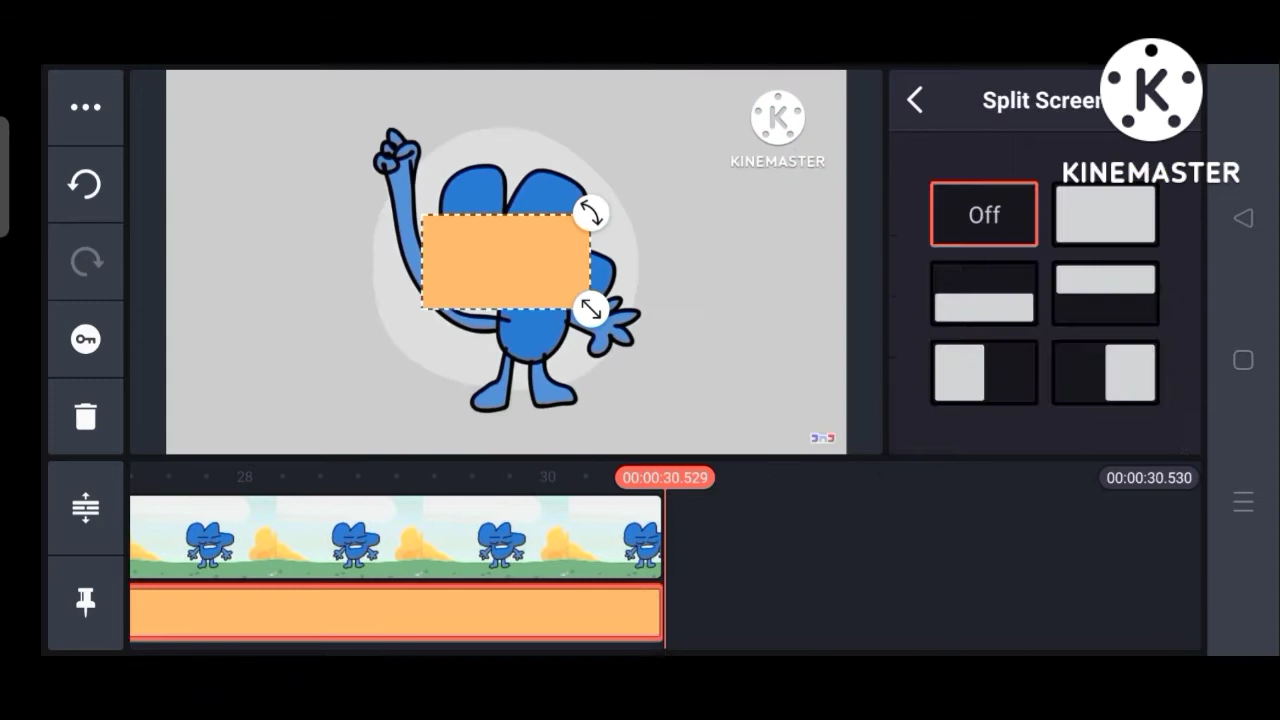 Split Screen
K
KINEMASTER
K
KINEMASTER
Off
28
30
00:00:30.529
00:00:30.530